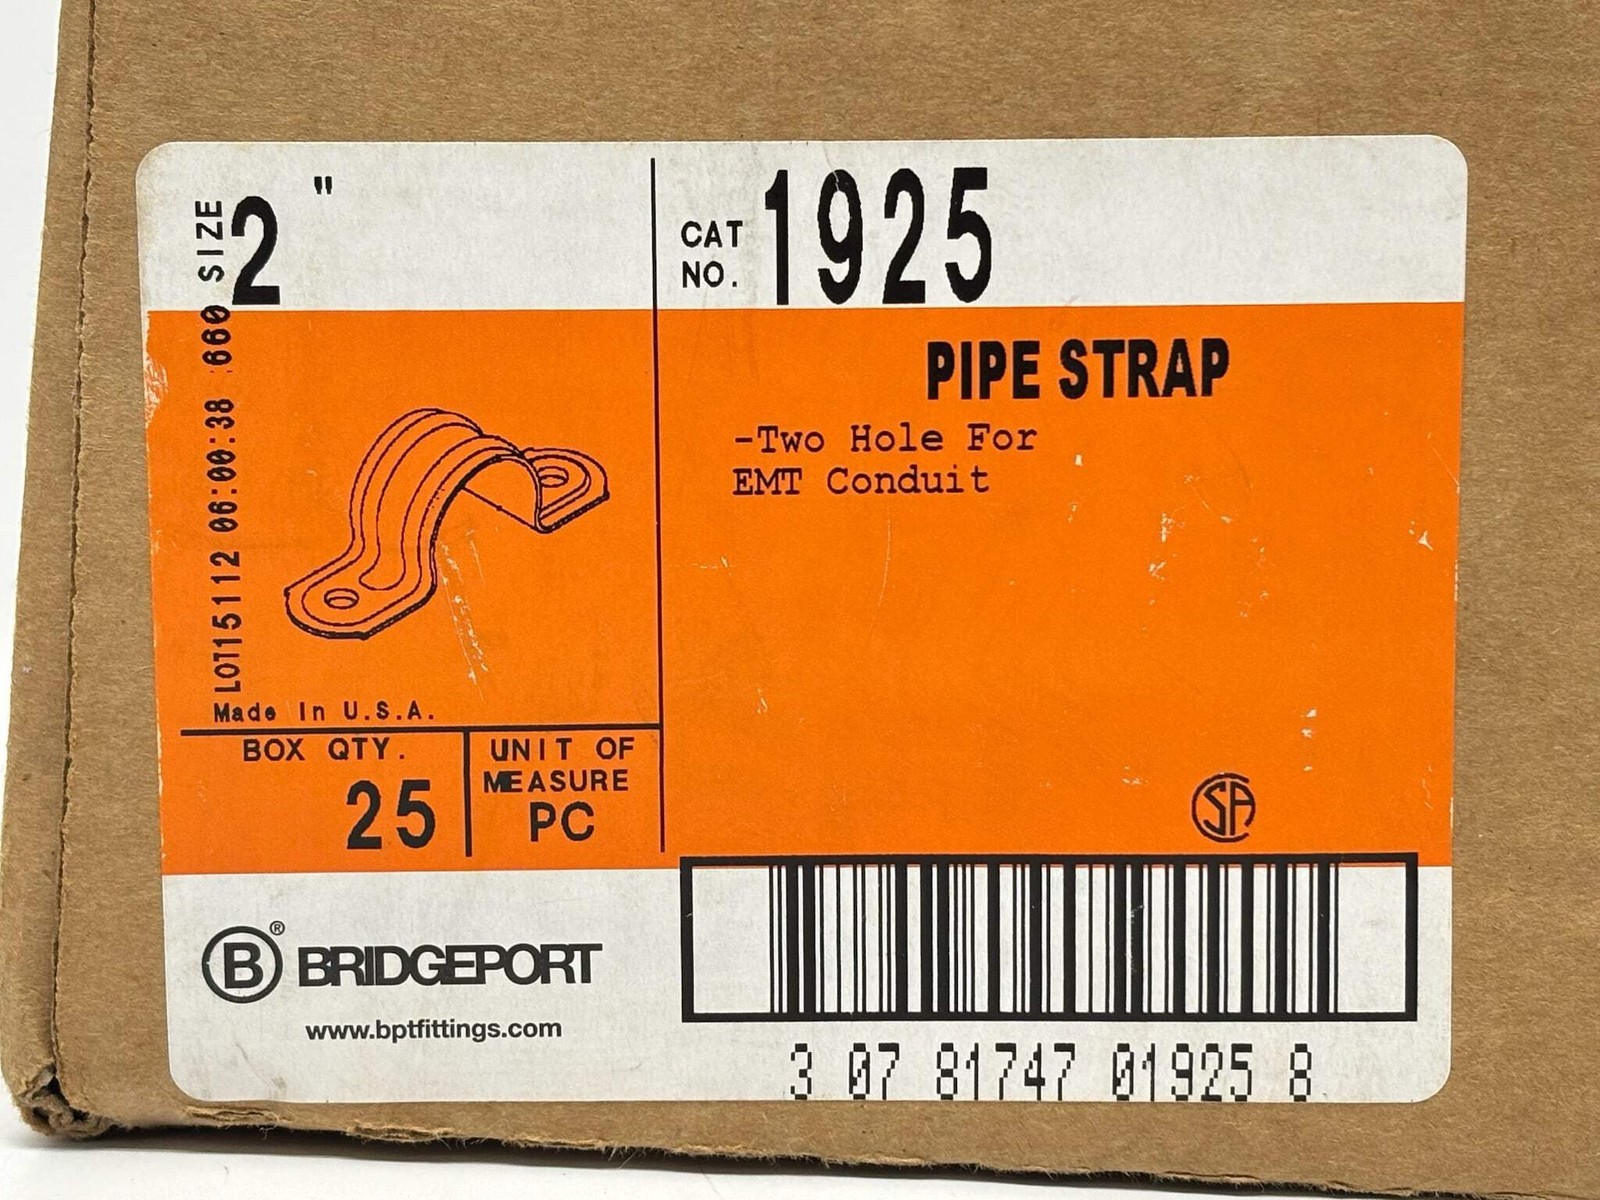 SIZE 2 "
CAT NO. 1925
LOT15112 06:00:38 660
PIPE STRAP
-Two Hole For
EMT Conduit
Made In U.S.A.
BOX QTY.
25
UNIT OF
MEASURE
PC
SA
B ® BRIDGEPORT
www.bptfittings.com
3 07 81747 01925 8